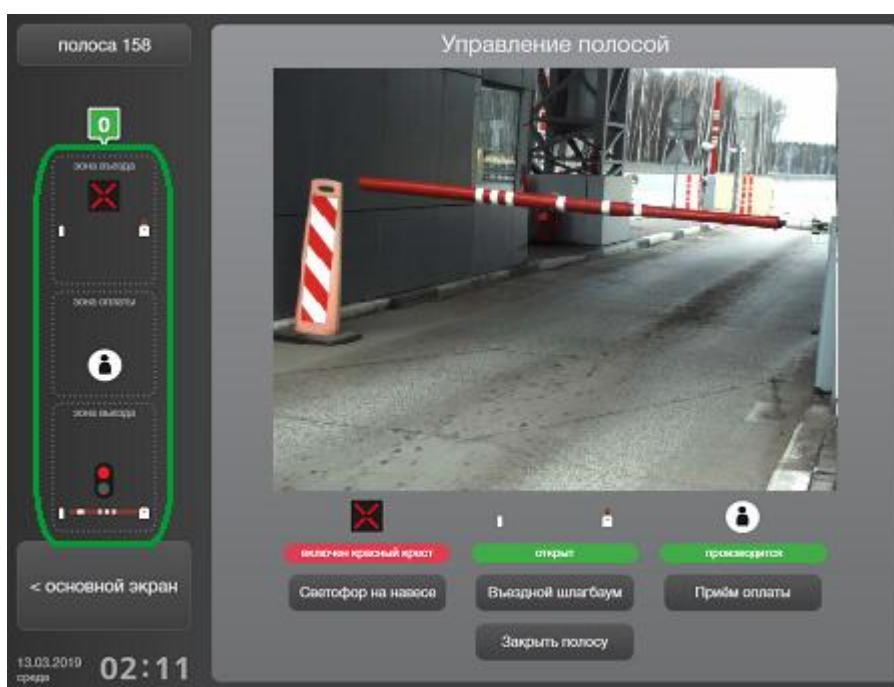 полоса 158
Управление полосой
0
зона въезда
зона оплаты
зона выезда
включен красный крест
открыт
производится
Светофор на навесе
Въездной шлагбаум
Приём оплаты
Закрыть полосу
< основной экран
13.03.2019
среда
02:11